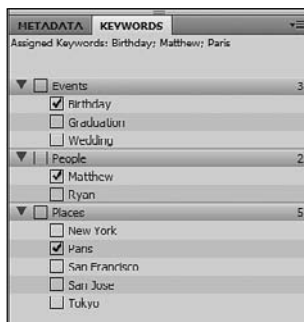 METADATA KEYWORDS
Assigned Keywords: Birthday; Matthew; Paris
Events 3
Birthday
Graduation
Wedding
People 2
Matthew
Ryan
Places 5
New York
Paris
San Francisco
San Jose
Tokyo